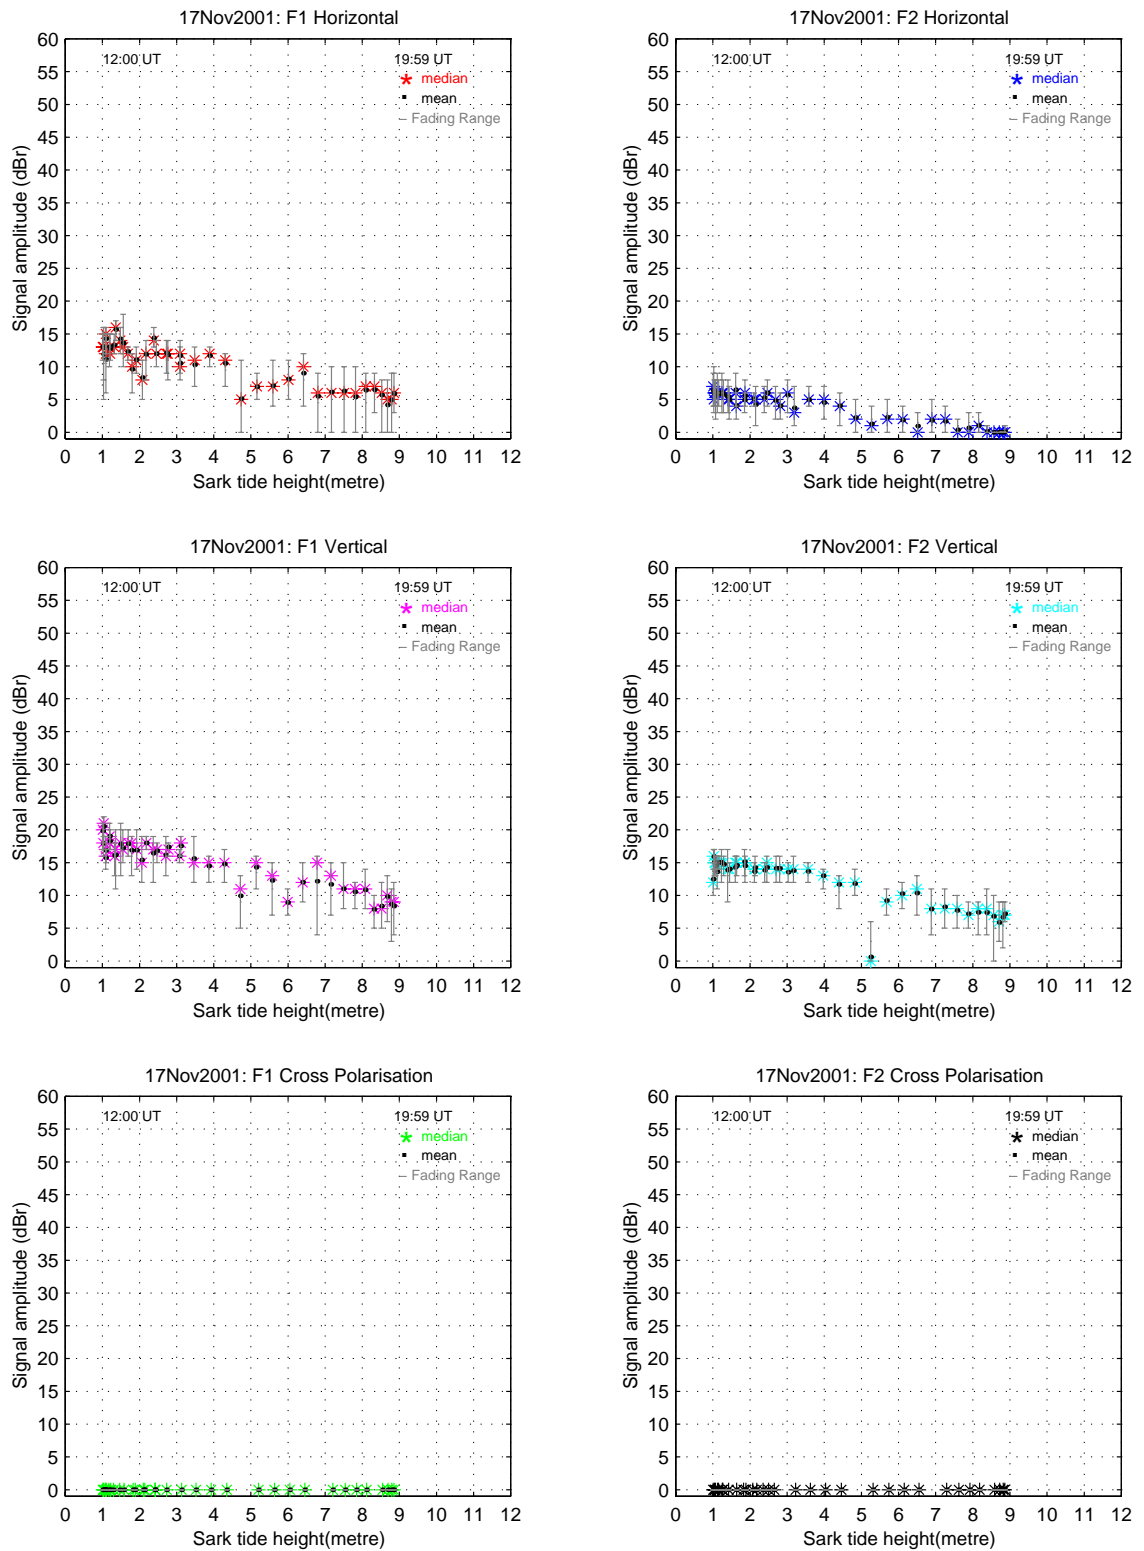 17Nov2001: F1 Horizontal
60
55
50
45
40
35
30
25
20
15
10
5
0
Signal amplitude (dBr)
12:00 UT
19:59 UT
median
mean
Fading Range
0 1 2 3 4 5 6 7 8 9 10 11 12
Sark tide height(metre)
17Nov2001: F2 Horizontal
60
55
50
45
40
35
30
25
20
15
10
5
0
Signal amplitude (dBr)
12:00 UT
19:59 UT
median
mean
Fading Range
0 1 2 3 4 5 6 7 8 9 10 11 12
Sark tide height(metre)
17Nov2001: F1 Vertical
60
55
50
45
40
35
30
25
20
15
10
5
0
Signal amplitude (dBr)
12:00 UT
19:59 UT
median
mean
Fading Range
0 1 2 3 4 5 6 7 8 9 10 11 12
Sark tide height(metre)
17Nov2001: F2 Vertical
60
55
50
45
40
35
30
25
20
15
10
5
0
Signal amplitude (dBr)
12:00 UT
19:59 UT
median
mean
Fading Range
0 1 2 3 4 5 6 7 8 9 10 11 12
Sark tide height(metre)
17Nov2001: F1 Cross Polarisation
60
55
50
45
40
35
30
25
20
15
10
5
0
Signal amplitude (dBr)
12:00 UT
19:59 UT
median
mean
Fading Range
0 1 2 3 4 5 6 7 8 9 10 11 12
Sark tide height(metre)
17Nov2001: F2 Cross Polarisation
60
55
50
45
40
35
30
25
20
15
10
5
0
Signal amplitude (dBr)
12:00 UT
19:59 UT
median
mean
Fading Range
0 1 2 3 4 5 6 7 8 9 10 11 12
Sark tide height(metre)